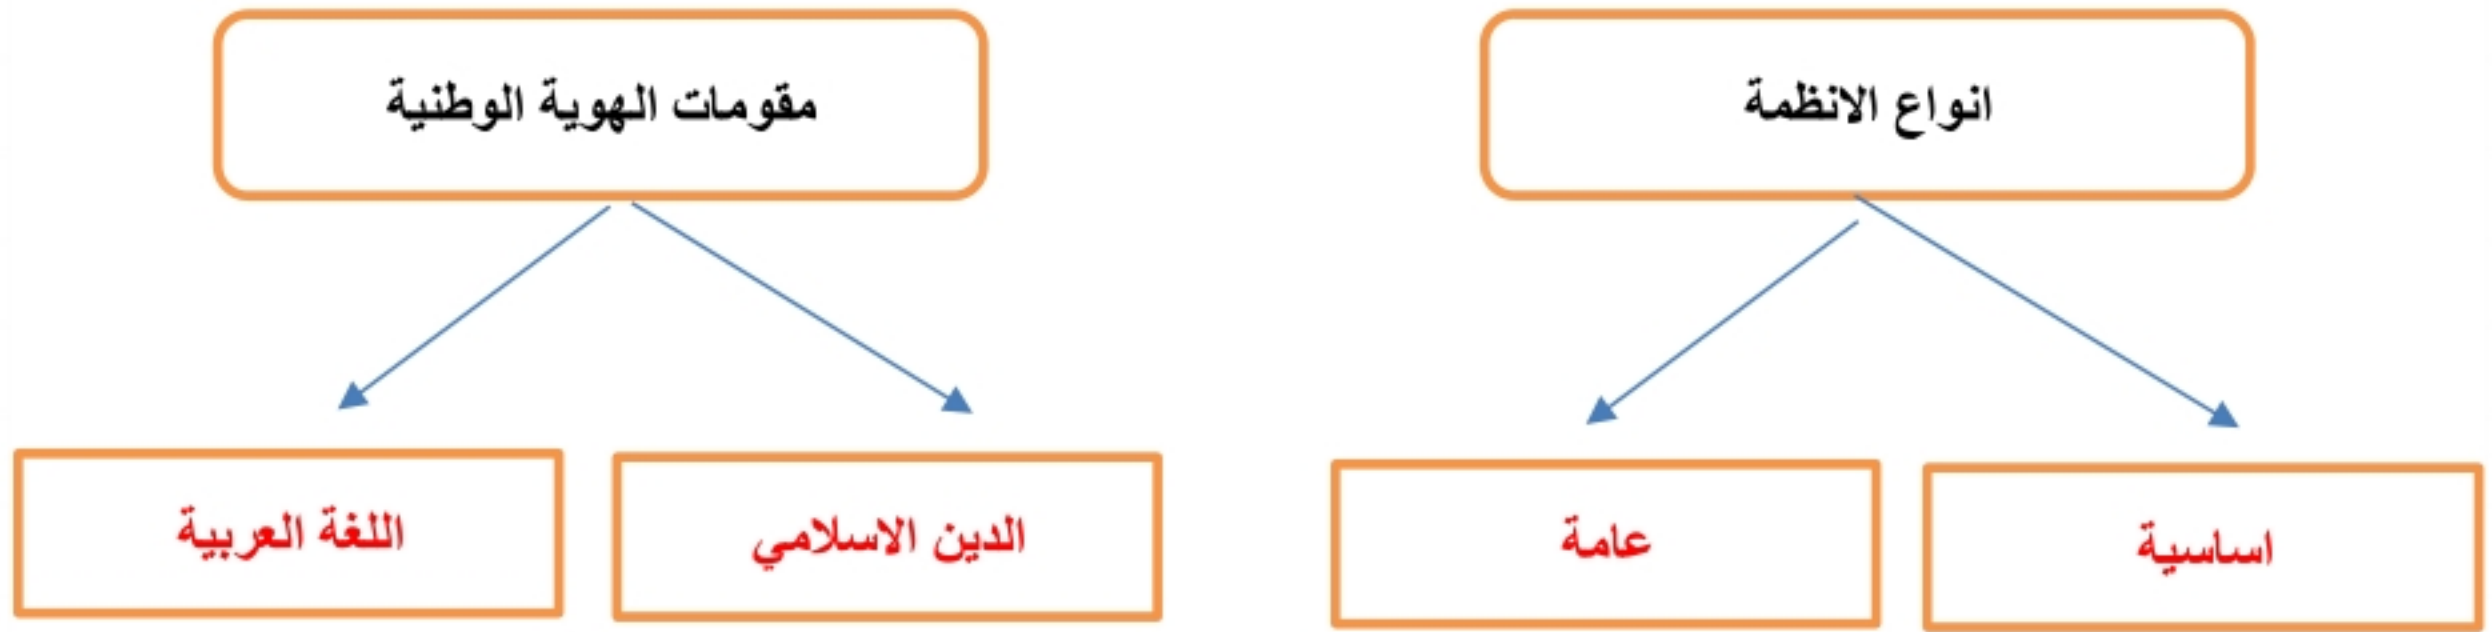 انواع الانظمة
مقومات الهوية الوطنية
اساسية
عامة
الدين الاسلامي
اللغة العربية